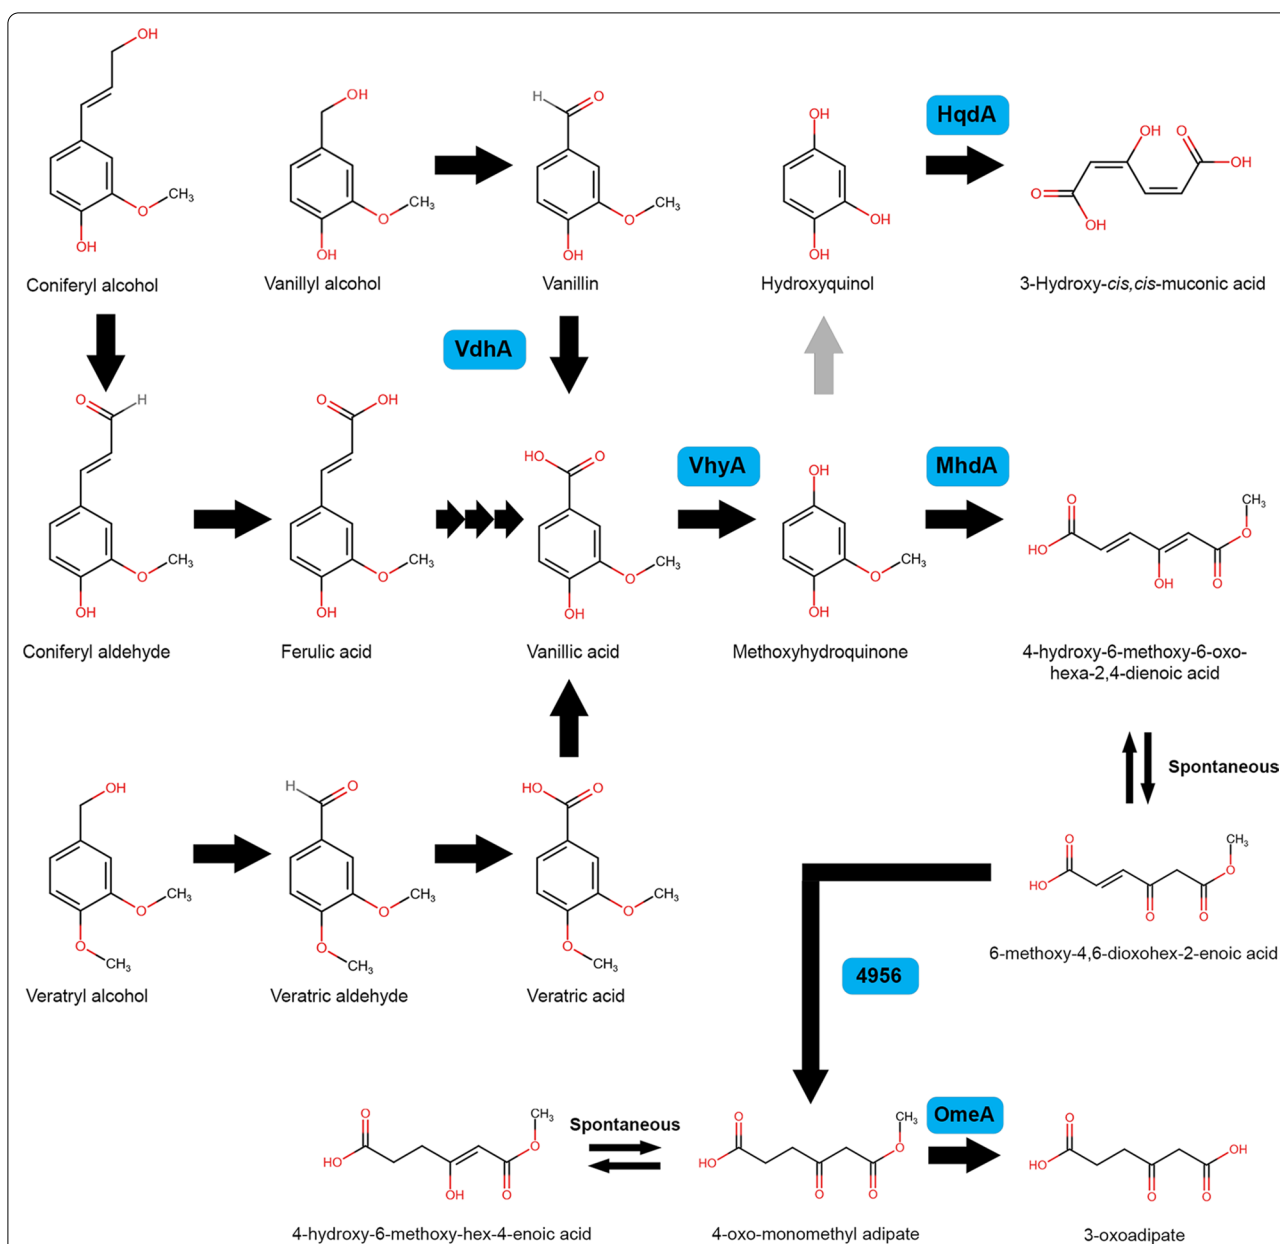 OH
OH
H
O
OH
HqdA
OH
O
OH
O
OH
CH3
O
OH
CH3
O
OH
CH3
O
OH
OH
OH
Coniferyl alcohol
Vanillyl alcohol
Vanillin
Hydroxyquinol
3-Hydroxy-cis,cis-muconic acid
VdhA
O
H
O
OH
HO
O
VhyA
OH
MhdA
O
HO
OH
O
O
CH3
CH3
O
OH
CH3
O
OH
CH3
O
OH
CH3
O
OH
Coniferyl aldehyde
Ferulic acid
Vanillic acid
Methoxyhydroquinone
4-hydroxy-6-methoxy-6-oxo-
hexa-2,4-dienoic acid
Spontaneous
OH
H
O
HO
O
O
HO
O
O
O
CH3
CH3
O
O
CH3
CH3
O
O
CH3
CH3
O
O
CH3
6-methoxy-4,6-dioxohex-2-enoic acid
4956
Veratryl alcohol
Veratric aldehyde
Veratric acid
O
HO
OH
O
O
CH3
Spontaneous
O
HO
O
O
O
CH3
OmeA
O
HO
O
O
OH
4-hydroxy-6-methoxy-hex-4-enoic acid
4-oxo-monomethyl adipate
3-oxoadipate